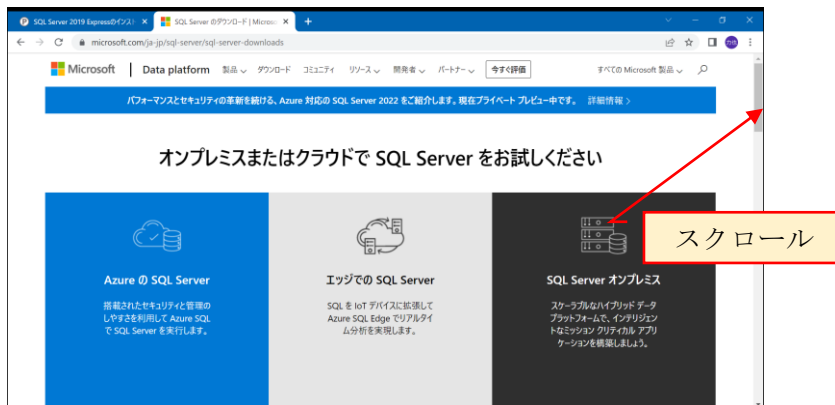 SQL Server 2019 Expressのインス
SQL Server のダウンロード | Micros
microsoft.com/ja-jp/sql-server/sql-server-downloads
Microsoft | Data platform 製品 ダウンロード コミュニティ リソース 開発者 パートナー 今すぐ評価 すべての Microsoft 製品
パフォーマンスとセキュリティの革新を続ける、Azure 対応の SQL Server 2022 をご紹介します。現在プライベート プレビュー中です。 詳細情報 >
オンプレミスまたはクラウドで SQL Server をお試しください
スクロール
Azure の SQL Server
搭載されたセキュリティと管理の
しやすさを利用して Azure SQL
で SQL Server を実行します。
エッジでの SQL Server
SQL を IoT デバイスに拡張して
Azure SQL Edge でリアルタイ
ム分析を実現します。
SQL Server オンプレミス
スケーラブルなハイブリッド データ
プラットフォームで、インテリジェン
トなミッション クリティカル アプリ
ケーションを構築しましょう。